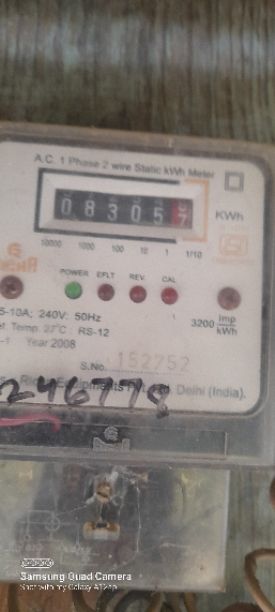 A.C. 1 Phase 2 wire Static kWh Meter
083057
KWh
10000 1000 100 10 1 1/10
POWER EFLT REV. CAL
5-10A; 240V; 50Hz
3200 imp/kWh
Temp. 27°C RS-12
Year 2008
S.No. 152752
246778
Equipments Delhi (India).
Samsung Quad Camera
Shot with my Galaxy